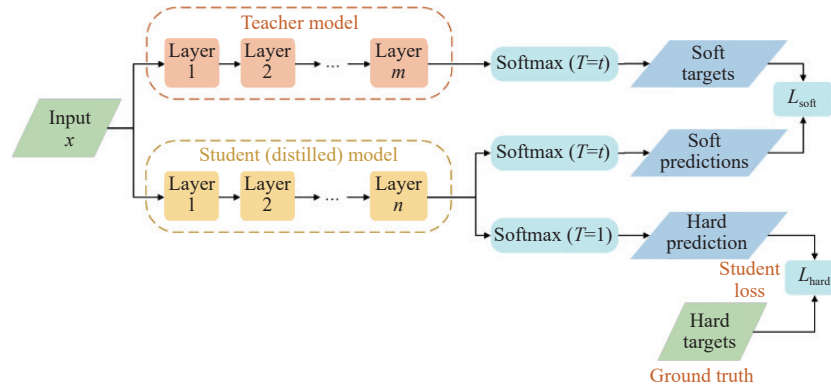 Teacher model
Layer 1
Layer 2
...
Layer m
Softmax (T=t)
Soft targets
L_soft
Input x
Student (distilled) model
Layer 1
Layer 2
...
Layer n
Softmax (T=t)
Soft predictions
Softmax (T=1)
Hard prediction
Student loss
L_hard
Hard targets
Ground truth